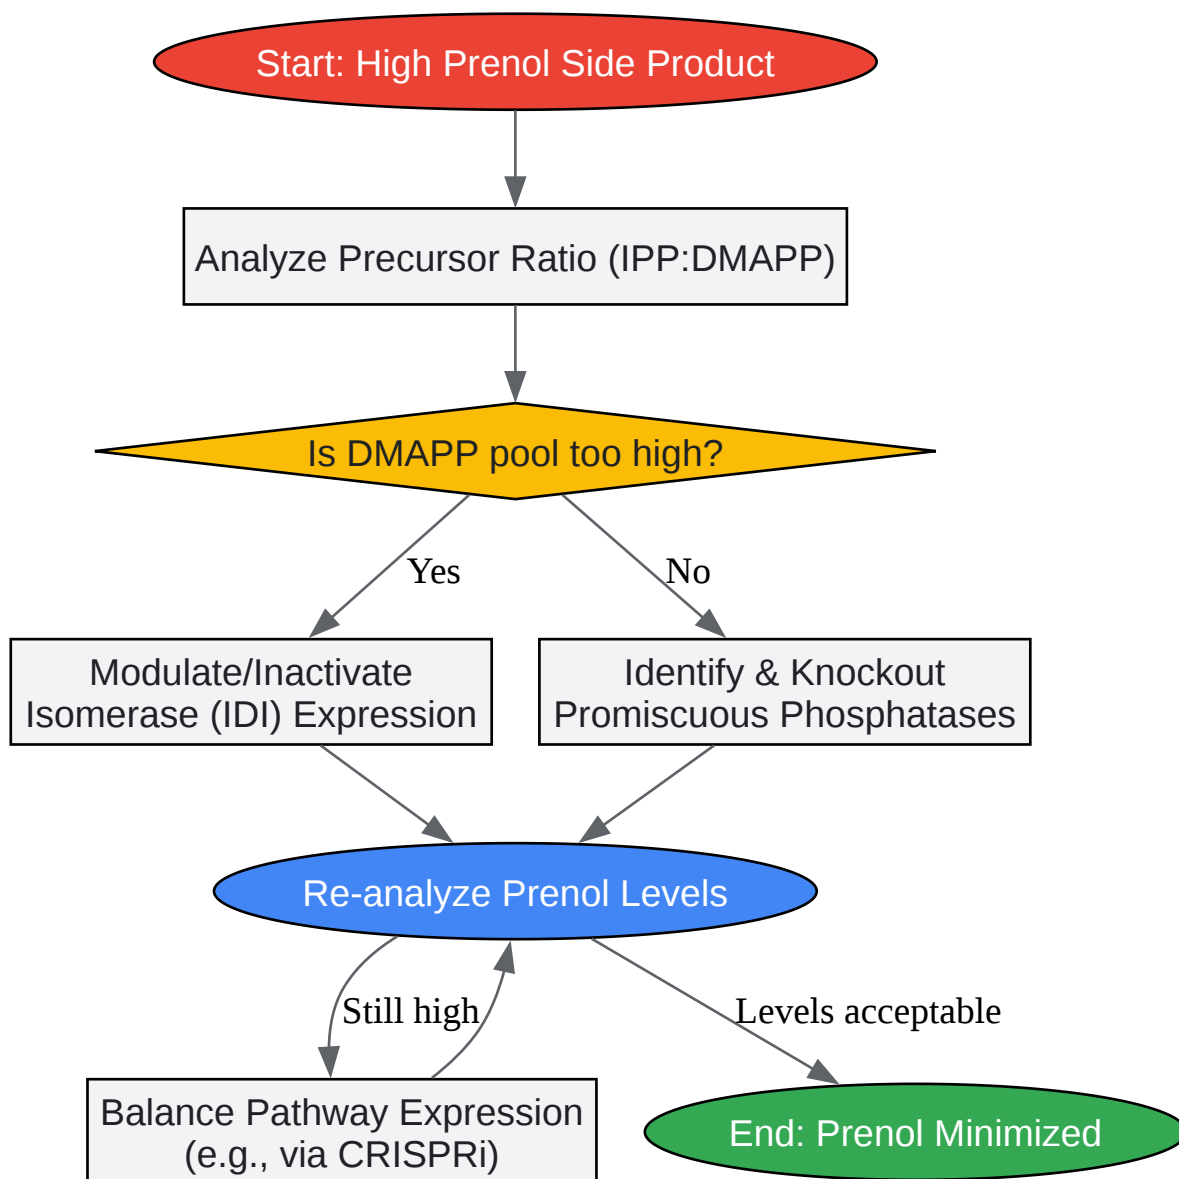 Start: High Prenol Side Product
Analyze Precursor Ratio (IPP:DMAPP)
Is DMAPP pool too high?
Yes
No
Modulate/Inactivate
Isomerase (IDI) Expression
Identify & Knockout
Promiscuous Phosphatases
Re-analyze Prenol Levels
Still high
Levels acceptable
Balance Pathway Expression
(e.g., via CRISPRi)
End: Prenol Minimized